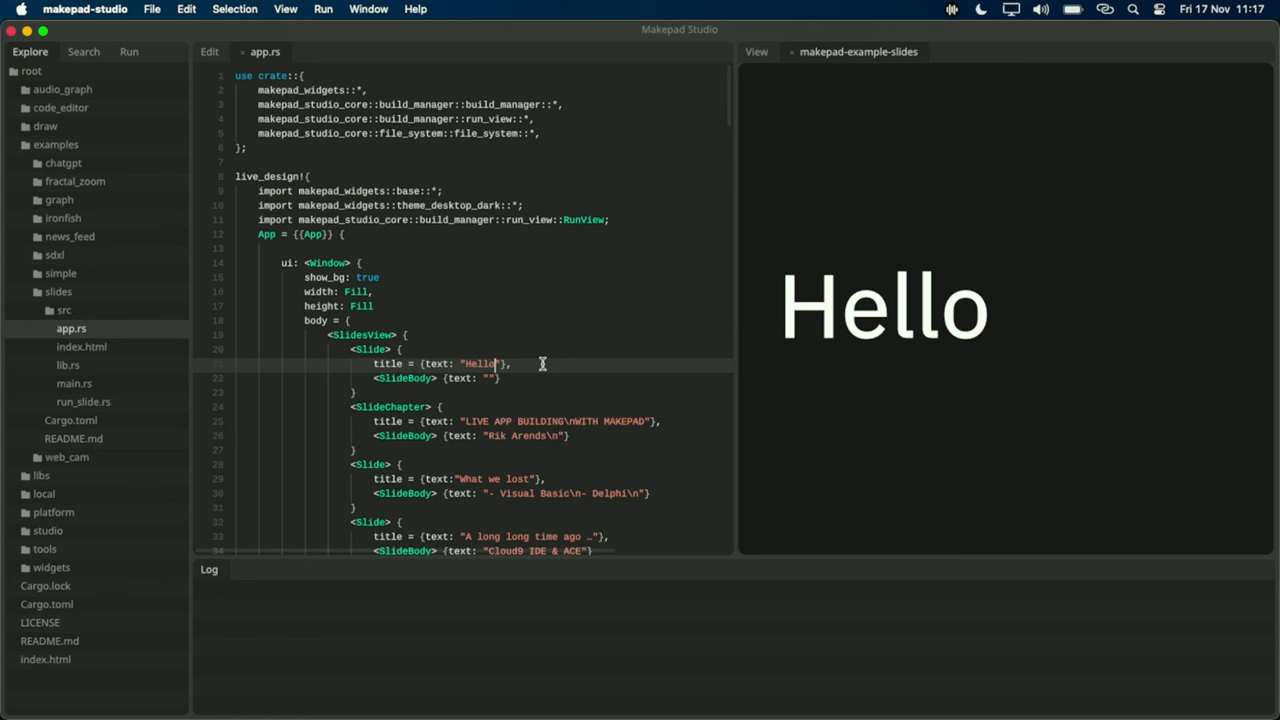 makepad-studio File Edit Selection View Run Window Help Fri 17 Nov 11:17
Makepad Studio
Explore Search Run
root
audio_graph
code_editor
draw
examples
chatgpt
fractal_zoom
graph
ironfish
news_feed
sdxl
simple
slides
src
app.rs
index.html
lib.rs
main.rs
run_slide.rs
Cargo.toml
README.md
web_cam
libs
local
platform
studio
tools
widgets
Cargo.lock
Cargo.toml
LICENSE
README.md
index.html
Edit × app.rs
1 use crate::{
2 makepad_widgets::*,
3 makepad_studio_core::build_manager::build_manager::*,
4 makepad_studio_core::build_manager::run_view::*,
5 makepad_studio_core::file_system::file_system::*,
6 };
7
8 live_design!{
9 import makepad_widgets::base::*;
10 import makepad_widgets::theme_desktop_dark::*;
11 import makepad_studio_core::build_manager::run_view::RunView;
12 App = {{App}} {
13
14 ui: <Window> {
15 show_bg: true
16 width: Fill,
17 height: Fill
18 body = {
19 <SlidesView> {
20 <Slide> {
21 title = {text: "Hello"},
22 <SlideBody> {text: ""}
23 }
24 <SlideChapter> {
25 title = {text: "LIVE APP BUILDING\nWITH MAKEPAD"},
26 <SlideBody> {text: "Rik Arends\n"}
27 }
28 <Slide> {
29 title = {text:"What we lost"},
30 <SlideBody> {text: "- Visual Basic\n- Delphi\n"}
31 }
32 <Slide> {
33 title = {text: "A long long time ago …"},
34 <SlideBody> {text: "Cloud9 IDE & ACE"}
View × makepad-example-slides
Hello
Log